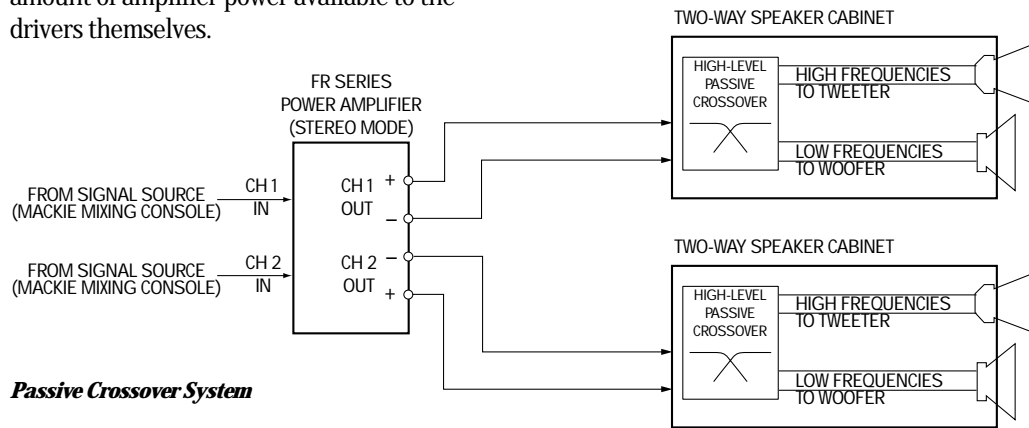 amount of amplifier power available to the
drivers themselves.
TWO-WAY SPEAKER CABINET
HIGH-LEVEL
PASSIVE
CROSSOVER
HIGH FREQUENCIES
TO TWEETER
LOW FREQUENCIES
TO WOOFER
FR SERIES
POWER AMPLIFIER
(STEREO MODE)
FROM SIGNAL SOURCE
(MACKIE MIXING CONSOLE)
CH 1
IN
CH 1
OUT
+
–
FROM SIGNAL SOURCE
(MACKIE MIXING CONSOLE)
CH 2
IN
CH 2
OUT
–
+
TWO-WAY SPEAKER CABINET
HIGH-LEVEL
PASSIVE
CROSSOVER
HIGH FREQUENCIES
TO TWEETER
LOW FREQUENCIES
TO WOOFER
Passive Crossover System